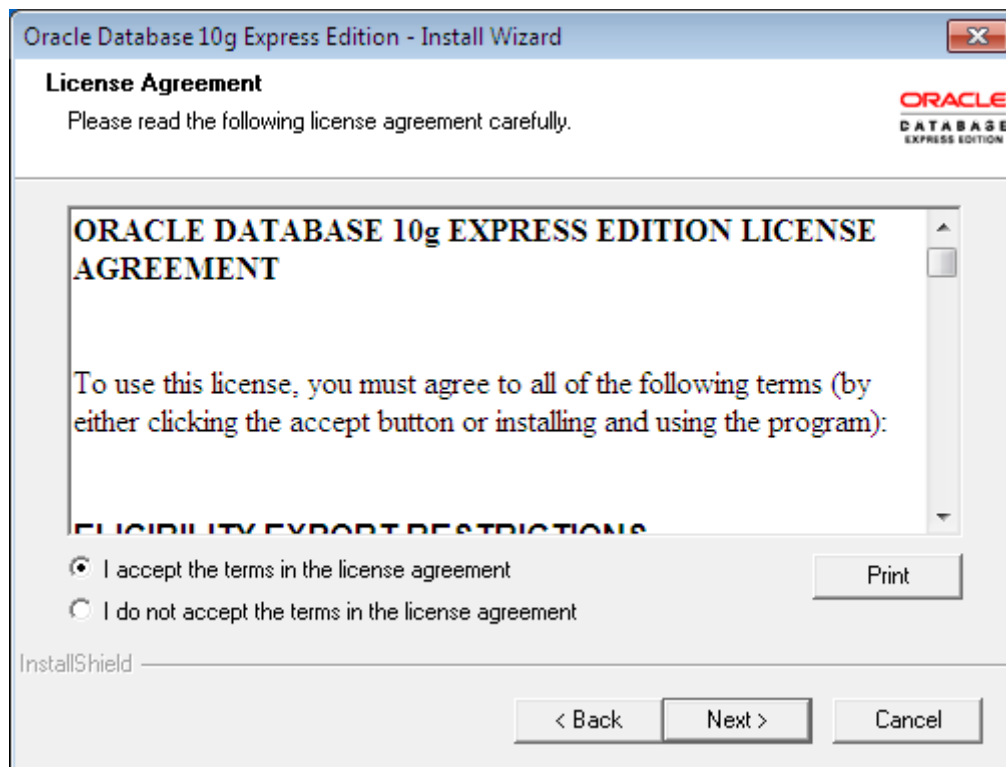 Oracle Database 10g Express Edition - Install Wizard
License Agreement
Please read the following license agreement carefully.
ORACLE
DATABASE
EXPRESS EDITION
ORACLE DATABASE 10g EXPRESS EDITION LICENSE
AGREEMENT
To use this license, you must agree to all of the following terms (by
either clicking the accept button or installing and using the program):
ELIGIBILITY EXPORT RESTRICTIONS
I accept the terms in the license agreement
Print
I do not accept the terms in the license agreement
InstallShield
< Back
Next >
Cancel